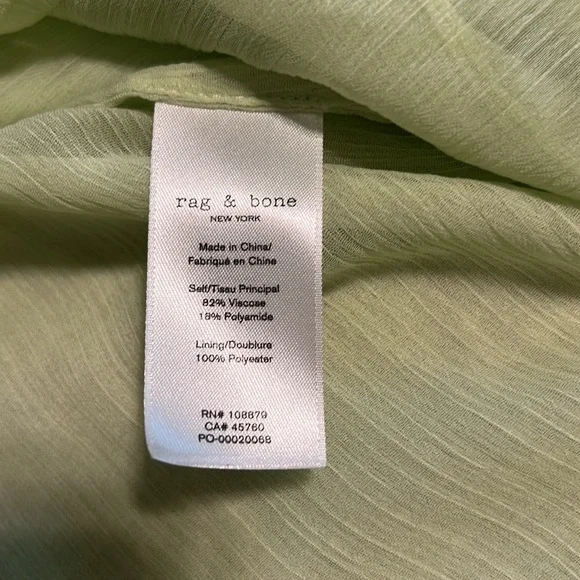 rag & bone
NEW YORK
Made in China/
Fabriqué en Chine
Self/Tissu Principal
82% Viscose
18% Polyamide
Lining/Doublure
100% Polyester
RN# 108879
CA# 45760
PO-00020068